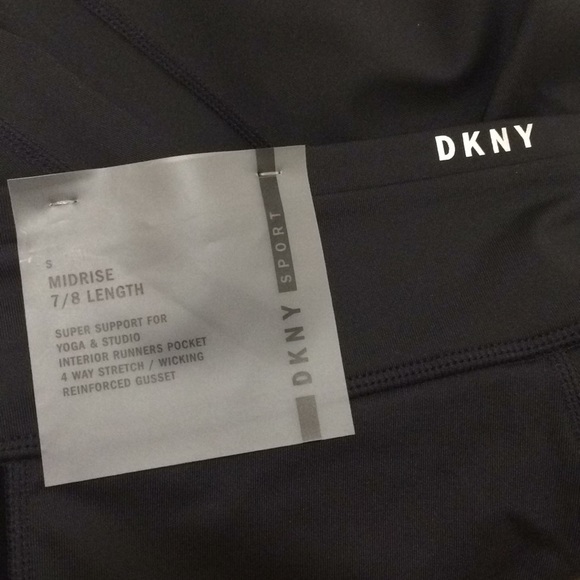 DKNY
S
MIDRISE
7/8 LENGTH
SUPER SUPPORT FOR
YOGA & STUDIO
INTERIOR RUNNERS POCKET
4 WAY STRETCH / WICKING
REINFORCED GUSSET
DKNY SPORT